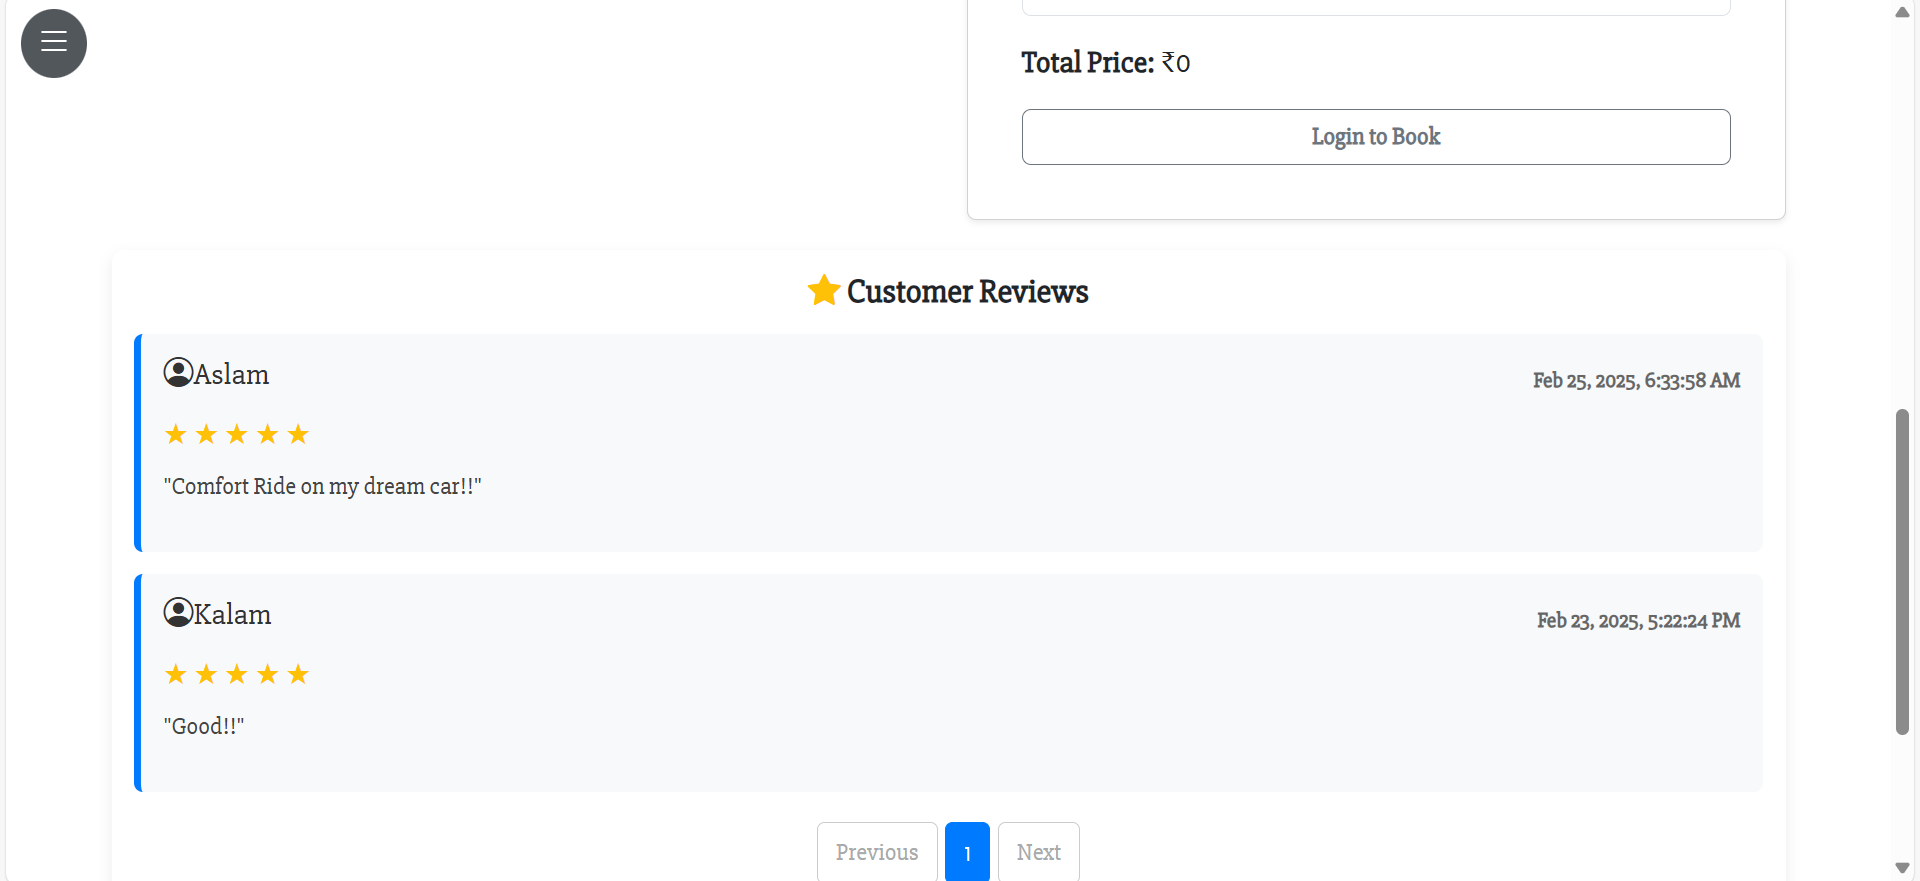 Total Price: ₹0
Login to Book
Customer Reviews
Aslam
Feb 25, 2025, 6:33:58 AM
"Comfort Ride on my dream car!!"
Kalam
Feb 23, 2025, 5:22:24 PM
"Good!!"
Previous 1 Next